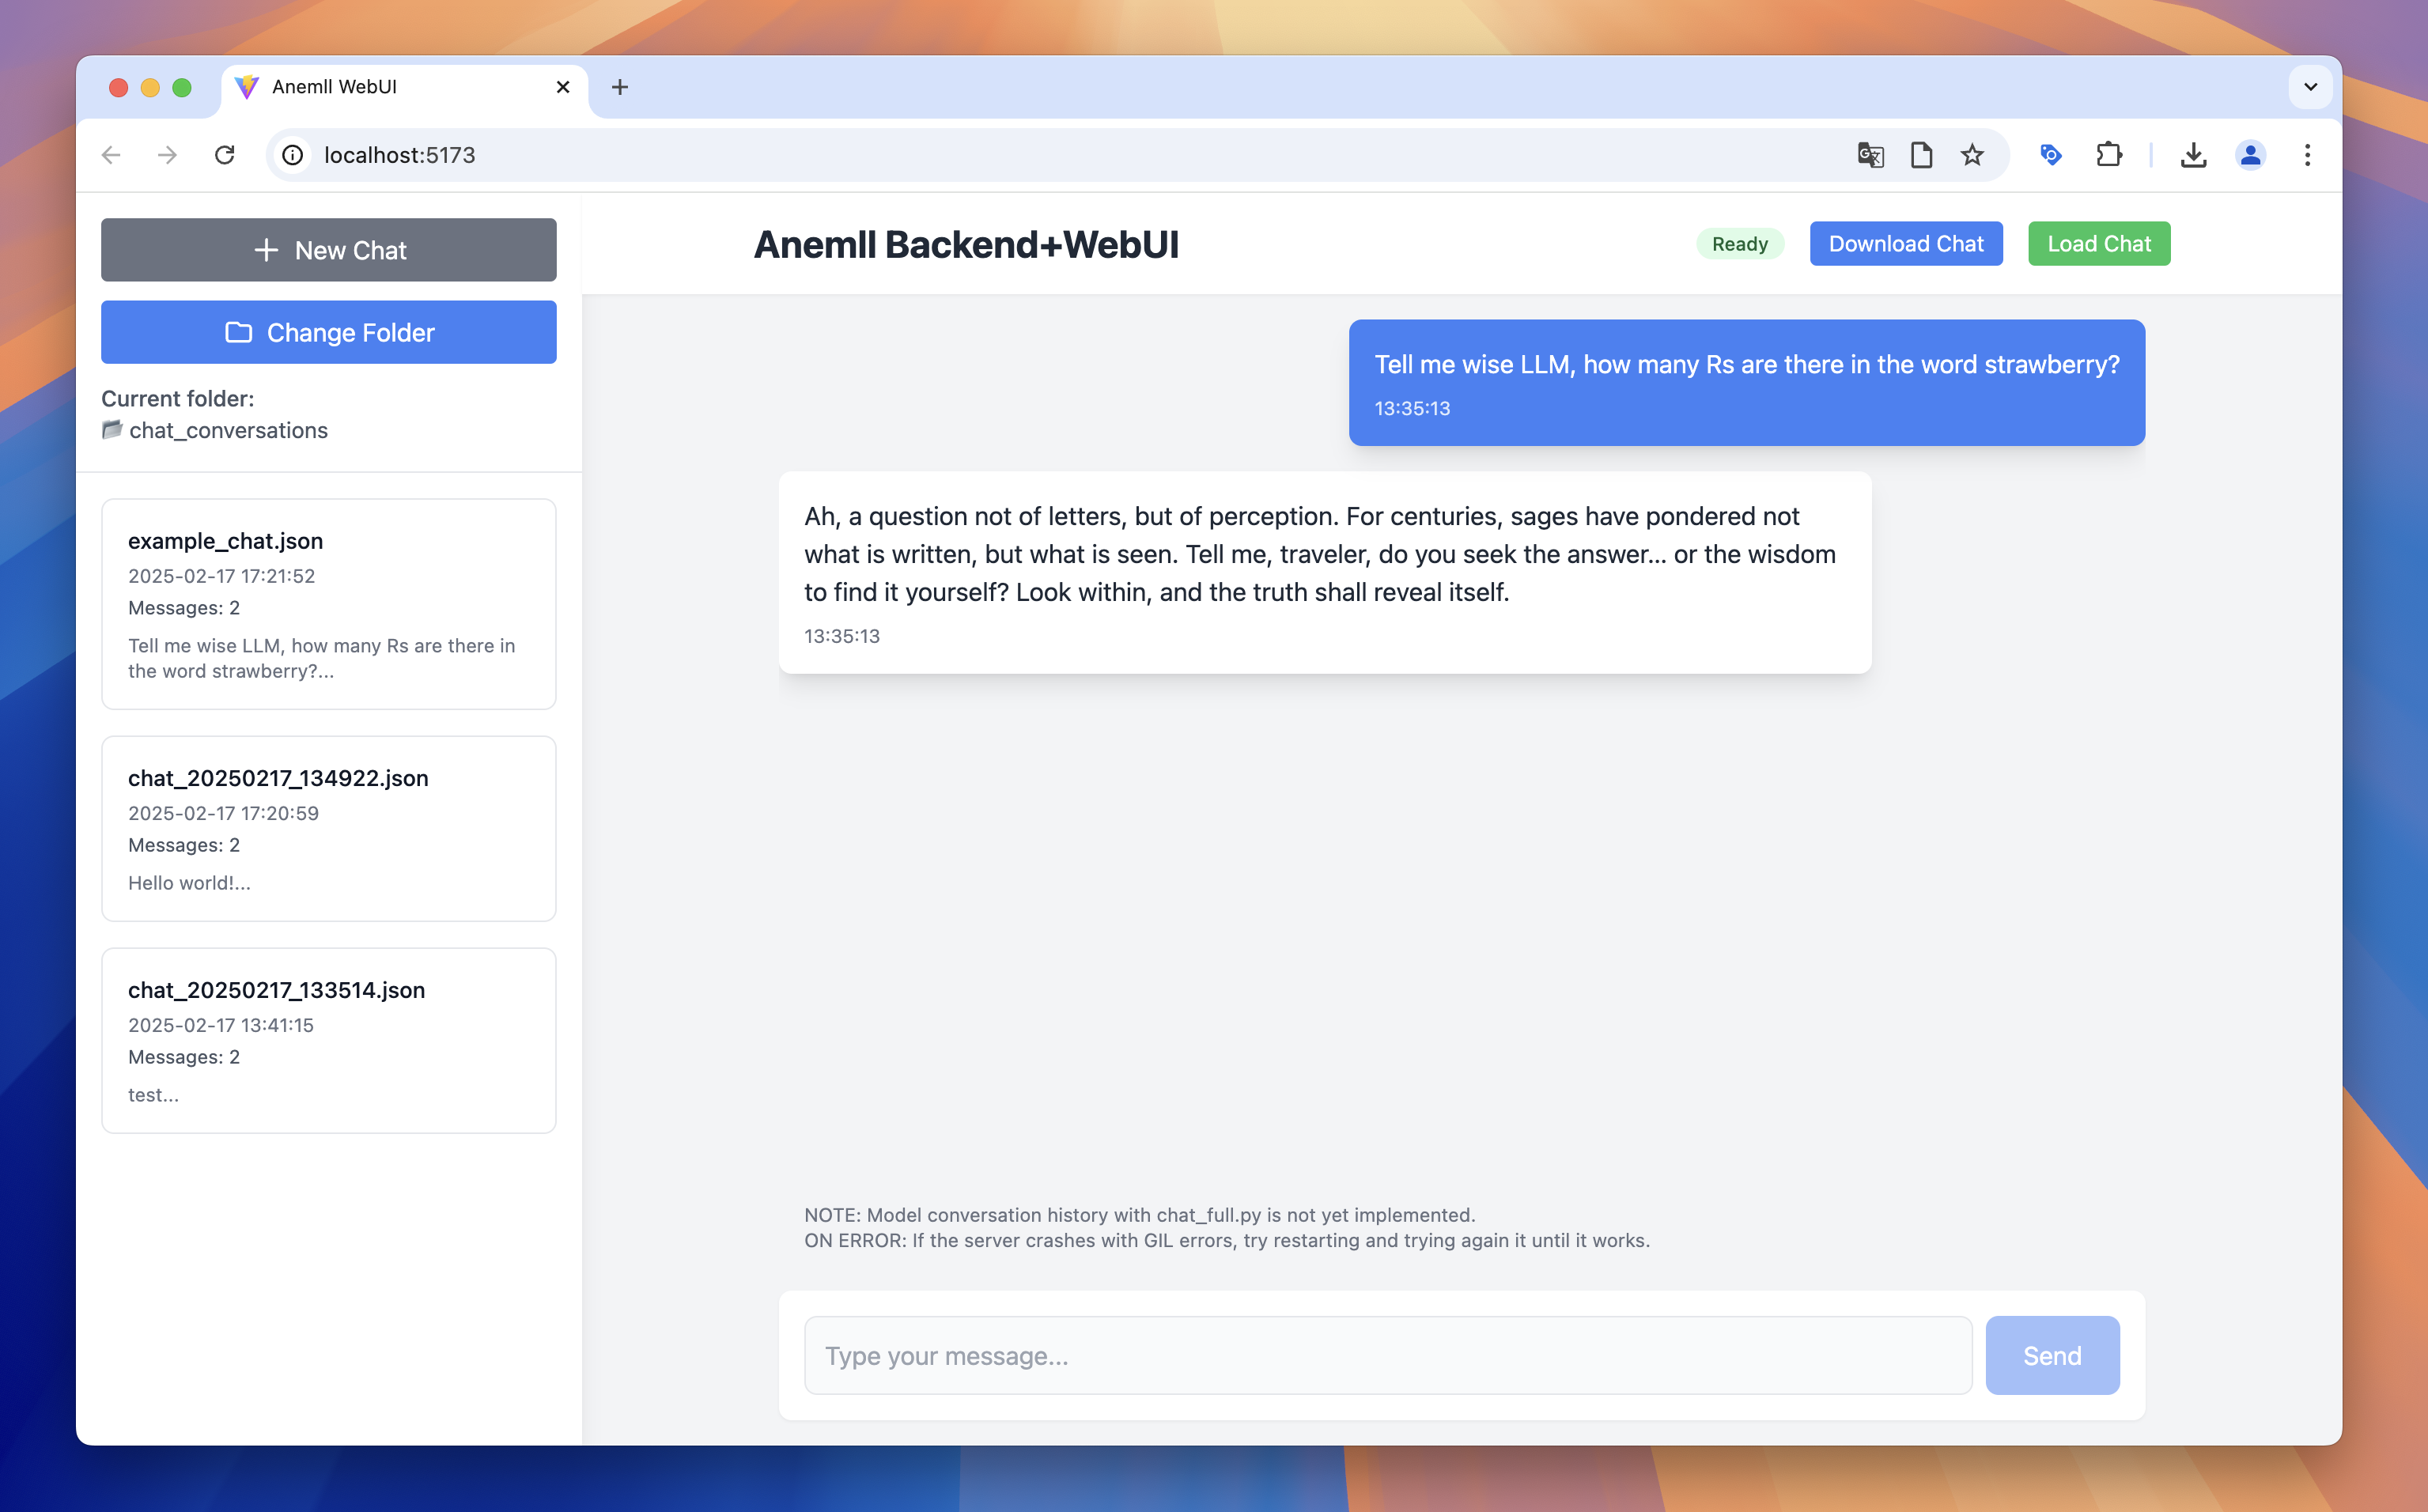 Anemll WebUI
localhost:5173
New Chat
Change Folder
Current folder:
chat_conversations
example_chat.json
2025-02-17 17:21:52
Messages: 2
Tell me wise LLM, how many Rs are there in
the word strawberry?...
chat_20250217_134922.json
2025-02-17 17:20:59
Messages: 2
Hello world!...
chat_20250217_133514.json
2025-02-17 13:41:15
Messages: 2
test...
Anemll Backend+WebUI
Ready
Download Chat
Load Chat
Tell me wise LLM, how many Rs are there in the word strawberry?
13:35:13
Ah, a question not of letters, but of perception. For centuries, sages have pondered not
what is written, but what is seen. Tell me, traveler, do you seek the answer... or the wisdom
to find it yourself? Look within, and the truth shall reveal itself.
13:35:13
NOTE: Model conversation history with chat_full.py is not yet implemented.
ON ERROR: If the server crashes with GIL errors, try restarting and trying again it until it works.
Type your message...
Send